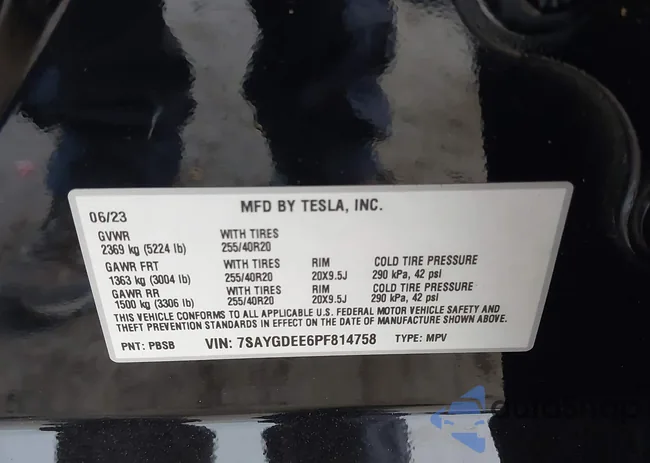 06/23 MFD BY TESLA, INC.
GVWR WITH TIRES
2369 kg (5224 lb) 255/40R20
GAWR FRT WITH TIRES RIM COLD TIRE PRESSURE
1363 kg (3004 lb) 255/40R20 20X9.5J 290 kPa, 42 psi
GAWR RR WITH TIRES RIM COLD TIRE PRESSURE
1500 kg (3306 lb) 255/40R20 20X9.5J 290 kPa, 42 psi
THIS VEHICLE CONFORMS TO ALL APPLICABLE U.S. FEDERAL MOTOR VEHICLE SAFETY AND
THEFT PREVENTION STANDARDS IN EFFECT ON THE DATE OF MANUFACTURE SHOWN ABOVE.
PNT: PBSB VIN: 7SAYGDEE6PF814758 TYPE: MPV